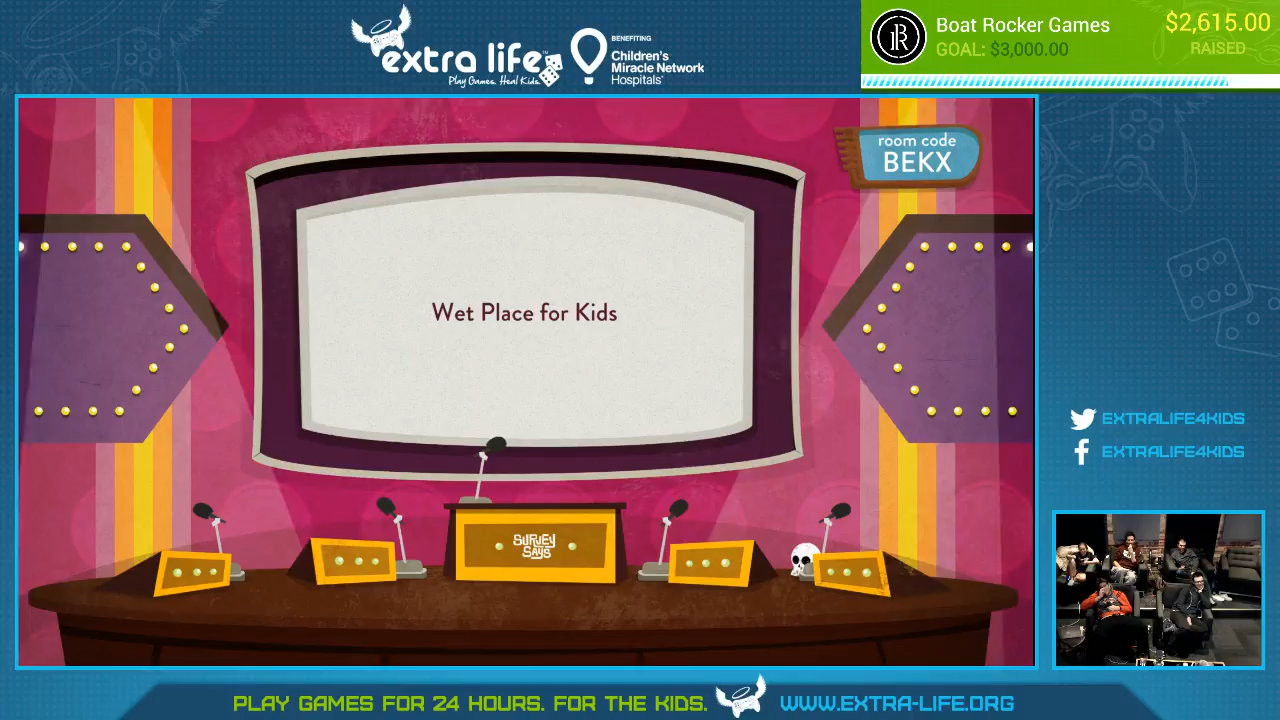 extra life
Play Games. Heal Kids.
BENEFITING
Children's
Miracle Network
Hospitals
Boat Rocker Games
GOAL: $3,000.00
$2,615.00
RAISED
room code
BEKX
Wet Place for Kids
SURVEY
SAYS
EXTRALIFE4KIDS
EXTRALIFE4KIDS
PLAY GAMES FOR 24 HOURS. FOR THE KIDS.
WWW.EXTRA-LIFE.ORG